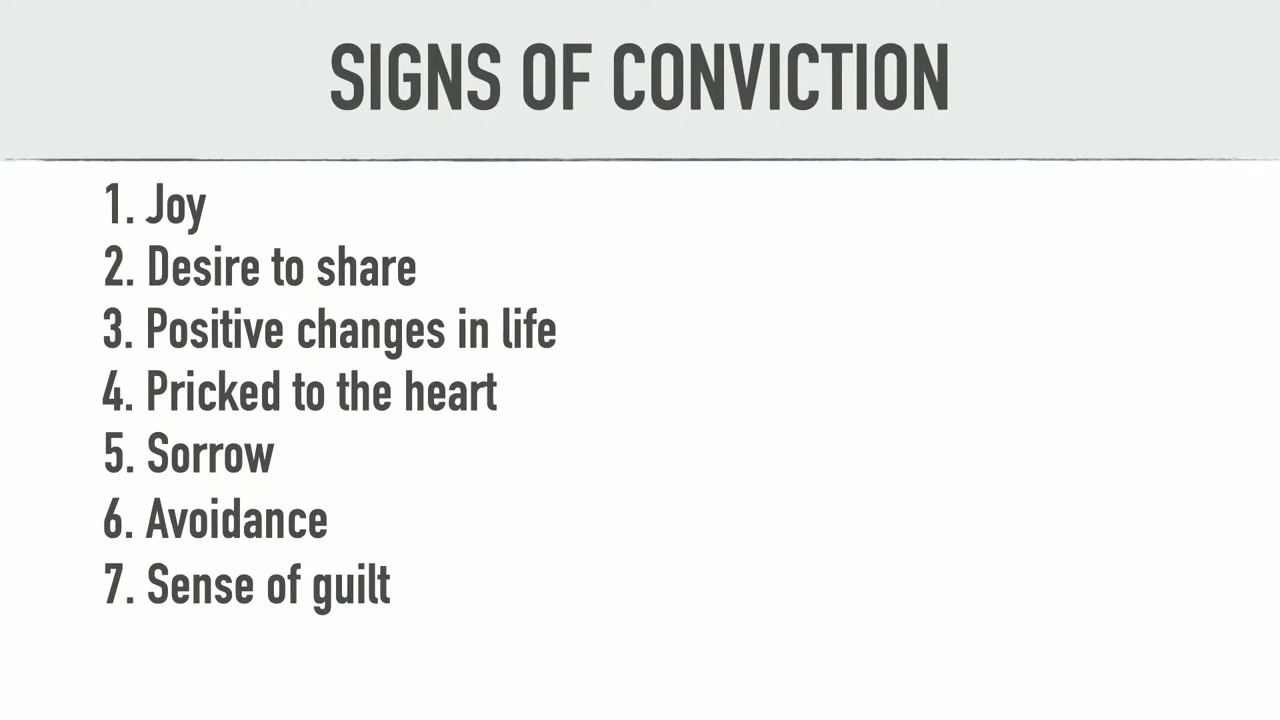 SIGNS OF CONVICTION
1. Joy
2. Desire to share
3. Positive changes in life
4. Pricked to the heart
5. Sorrow
6. Avoidance
7. Sense of guilt